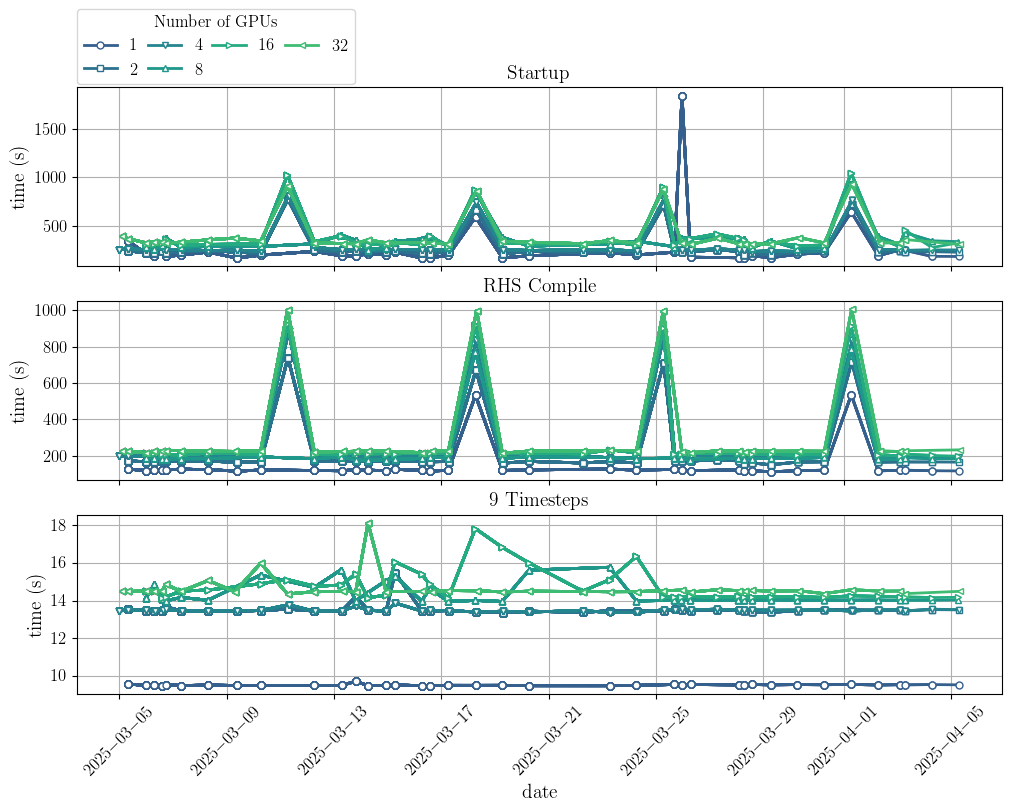 Number of GPUs
1 4 16 32
2 8
Startup
time (s)
1500
1000
500
RHS Compile
time (s)
1000
800
600
400
200
9 Timesteps
time (s)
18
16
14
12
10
2025−03−05 2025−03−09 2025−03−13 2025−03−17 2025−03−21 2025−03−25 2025−03−29 2025−04−01 2025−04−05
date